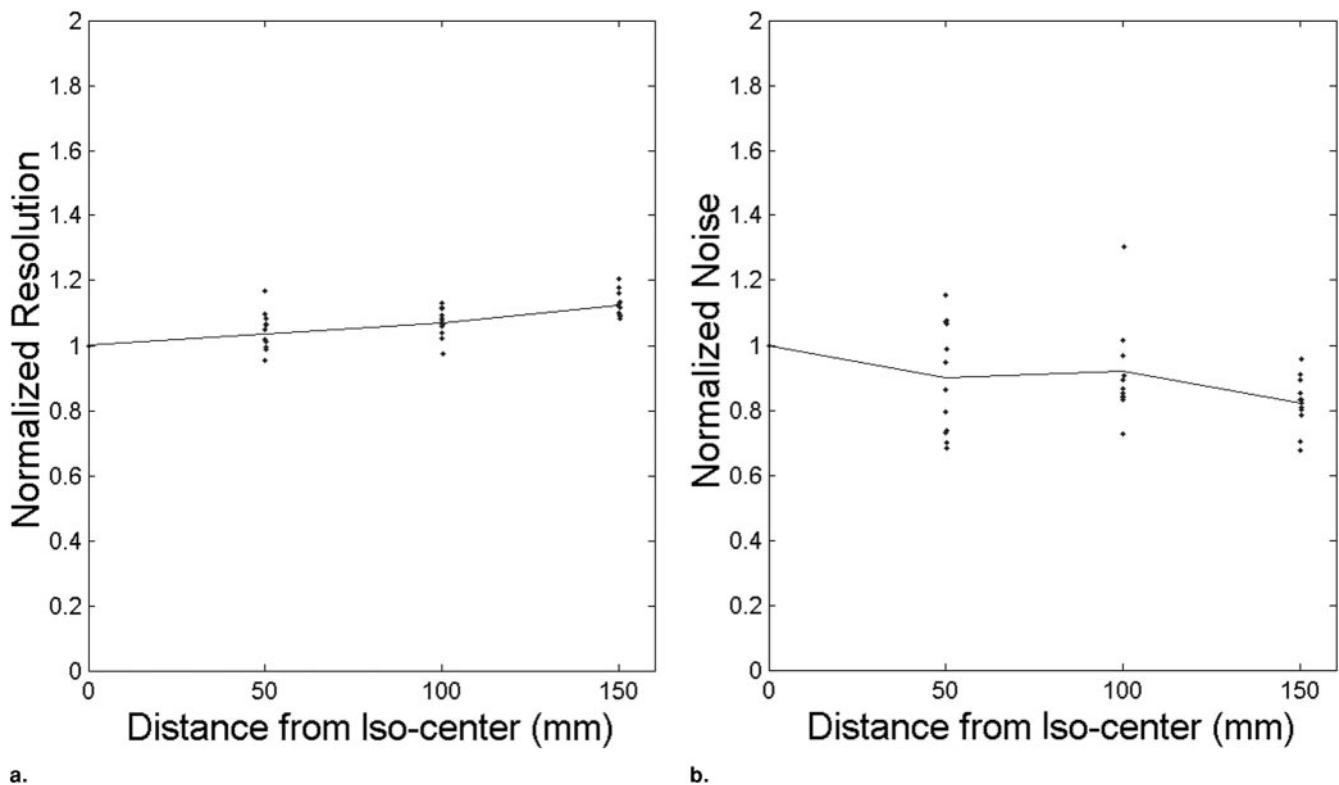 2
1.8
1.6
1.4
1.2
1
0.8
0.6
0.4
0.2
0
Normalized Resolution
0 50 100 150
Distance from Iso-center (mm)
a.
2
1.8
1.6
1.4
1.2
1
0.8
0.6
0.4
0.2
0
Normalized Noise
0 50 100 150
Distance from Iso-center (mm)
b.